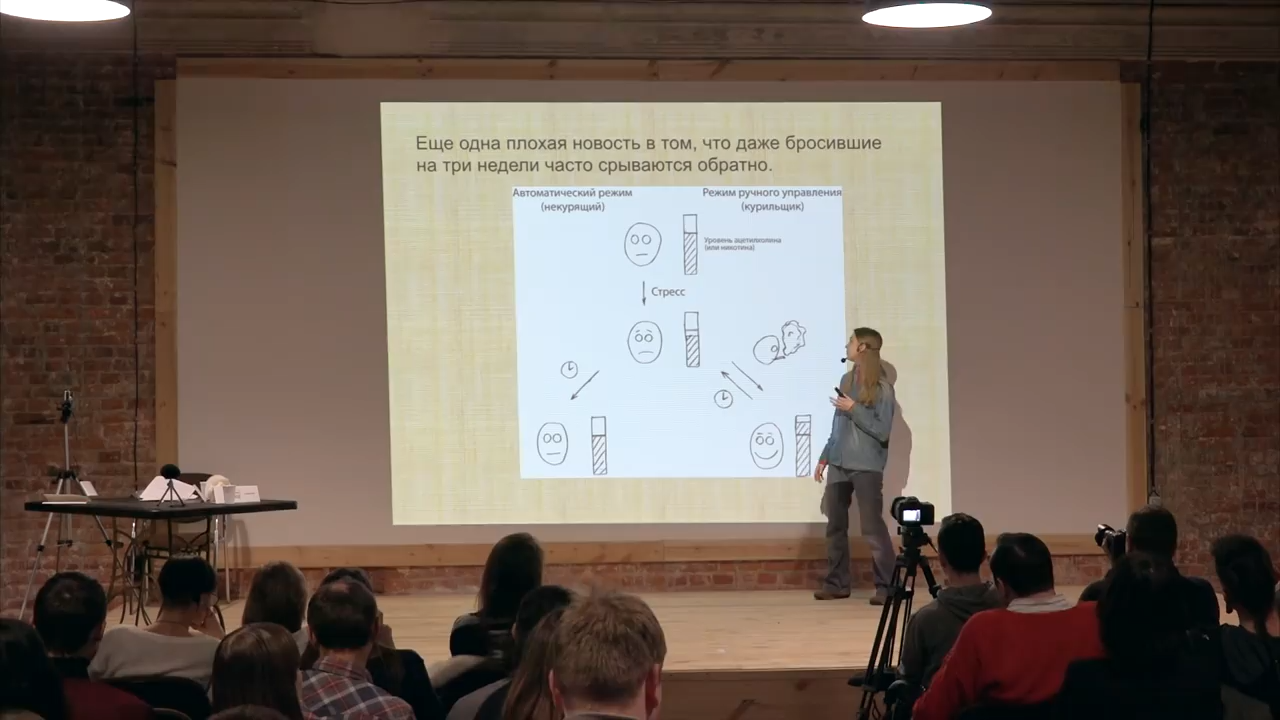 Еще одна плохая новость в том, что даже бросившие
на три недели часто срываются обратно.
Автоматический режим
(некурящий)
Режим ручного управления
(курильщик)
Уровень ацетилхолина
(или никотина)
Стресс